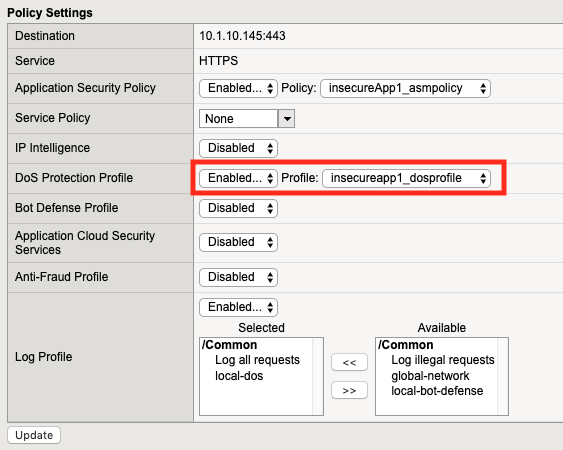 Policy Settings
Destination 10.1.10.145:443
Service HTTPS
Application Security Policy Enabled... Policy: insecureApp1_asmpolicy
Service Policy None
IP Intelligence Disabled
DoS Protection Profile Enabled... Profile: insecureapp1_dosprofile
Bot Defense Profile Disabled
Application Cloud Security
Services Disabled
Anti-Fraud Profile Disabled
Log Profile Enabled...
Selected Available
/Common /Common
Log all requests Log illegal requests
local-dos global-network
local-bot-defense
<<
>>
Update